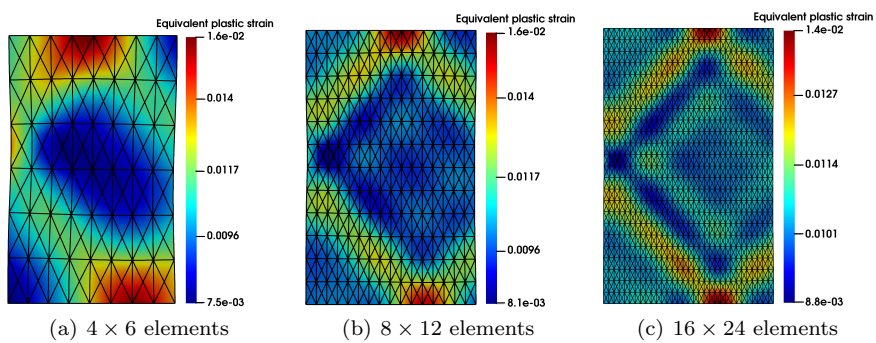 Equivalent plastic strain
1.6e-02
0.014
0.0117
0.0096
7.5e-03
(a) 4 × 6 elements
Equivalent plastic strain
1.6e-02
0.014
0.0117
0.0096
8.1e-03
(b) 8 × 12 elements
Equivalent plastic strain
1.4e-02
0.0127
0.0114
0.0101
8.8e-03
(c) 16 × 24 elements